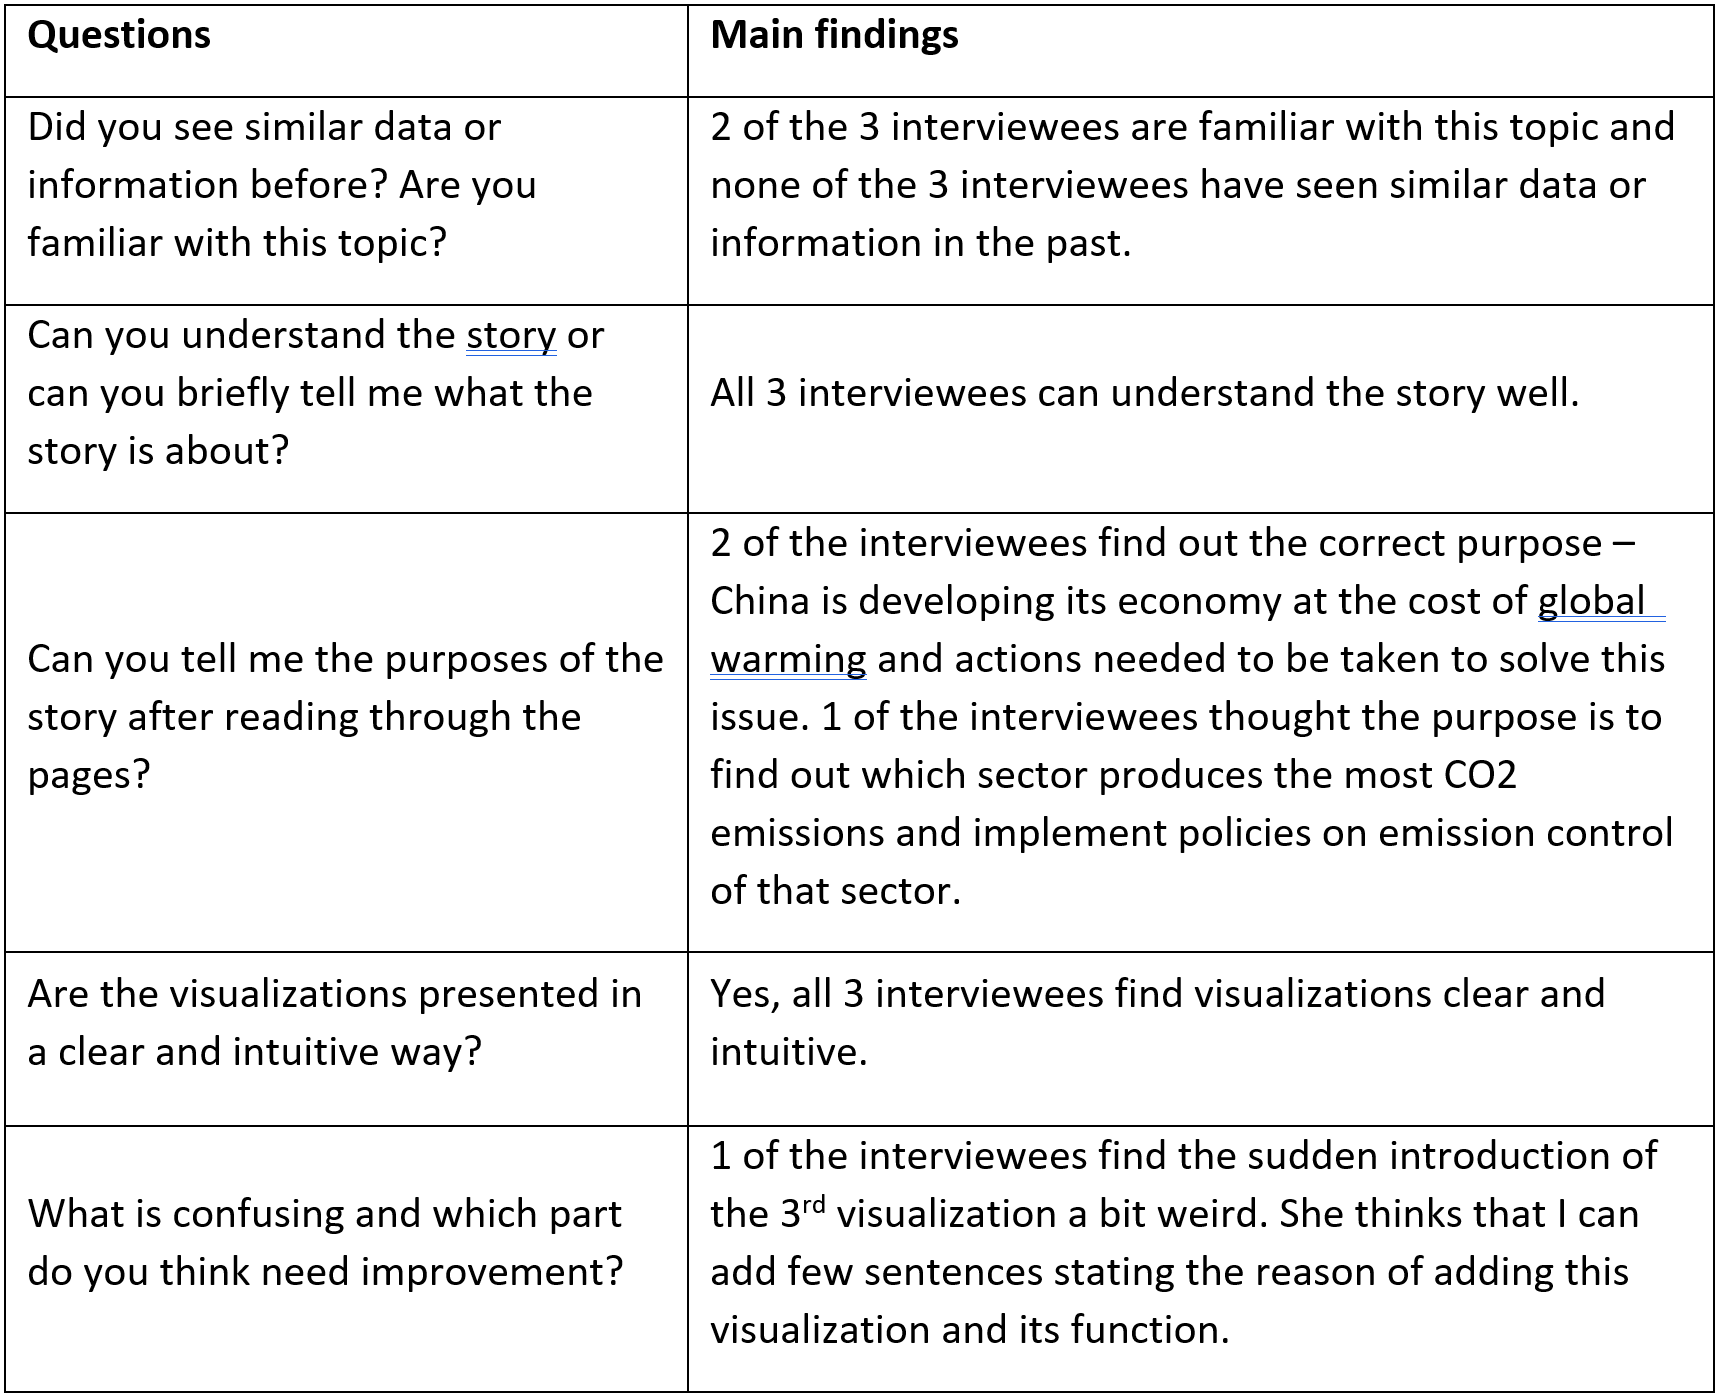 Questions
Main findings
Did you see similar data or
information before? Are you
familiar with this topic?
2 of the 3 interviewees are familiar with this topic and
none of the 3 interviewees have seen similar data or
information in the past.
Can you understand the story or
can you briefly tell me what the
story is about?
All 3 interviewees can understand the story well.
Can you tell me the purposes of the
story after reading through the
pages?
2 of the interviewees find out the correct purpose –
China is developing its economy at the cost of global
warming and actions needed to be taken to solve this
issue. 1 of the interviewees thought the purpose is to
find out which sector produces the most CO2
emissions and implement policies on emission control
of that sector.
Are the visualizations presented in
a clear and intuitive way?
Yes, all 3 interviewees find visualizations clear and
intuitive.
What is confusing and which part
do you think need improvement?
1 of the interviewees find the sudden introduction of
the 3rd visualization a bit weird. She thinks that I can
add few sentences stating the reason of adding this
visualization and its function.